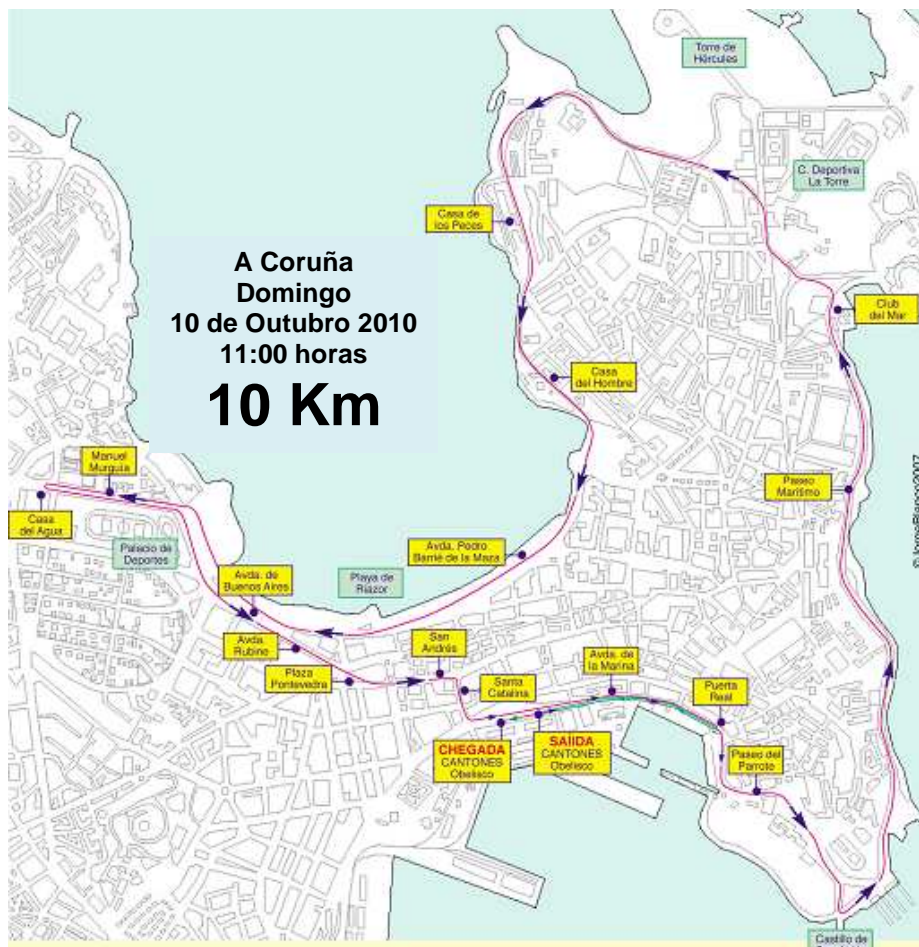 Torre de
Hércules
C. Deportiva
La Torre
Casa de
los Peces
A Coruña
Domingo
10 de Outubro 2010
11:00 horas
10 Km
Club
del Mar
Casa
del Hombre
Manuel
Murguía
Casa
del Agua
Paseo
Marítimo
Palacio de
Deportes
Avda. Pedro
Barrié de la Maza
Avda. de
Buenos Aires
Playa de
Riazor
Avda.
Rubine
San
Andrés
Avda. de
la Marina
Plaza
Pontevedra
Santa
Catalina
Puerta
Real
CHEGADA
CANTONES
Obelisco
SAIIDA
CANTONES
Obelisco
Paseo del
Parrote
Castillo de